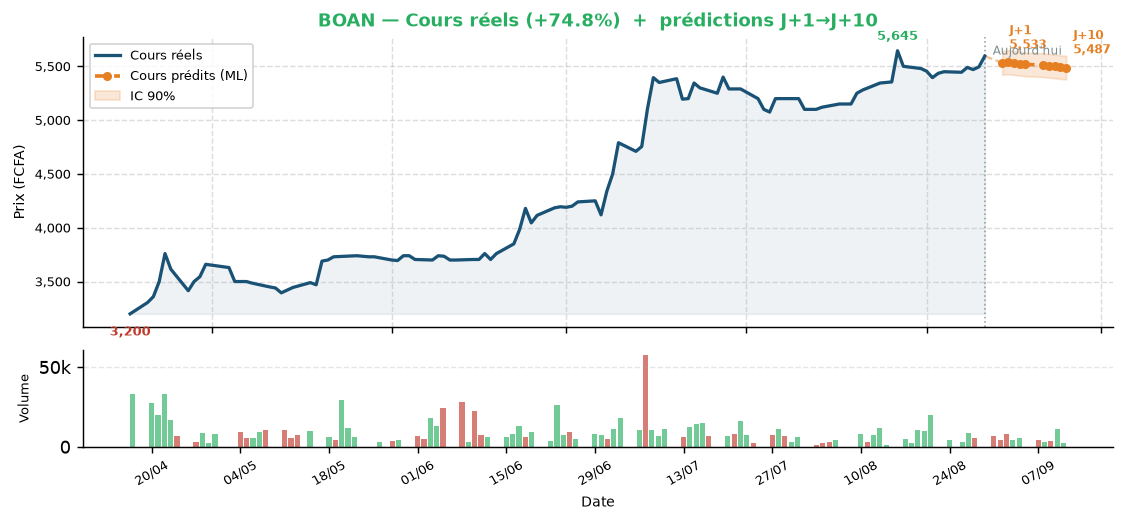 BOAN — Cours réels (+74.8%)  +  prédictions J+1→J+10
Cours réels
Cours prédits (ML)
IC 90%
5,645
J+1
5,533
Aujourd'hui
J+10
5,487
Prix (FCFA)
5,500
5,000
4,500
4,000
3,500
3,200
Volume
50k
0
20/04
04/05
18/05
01/06
15/06
29/06
13/07
27/07
10/08
24/08
07/09
Date